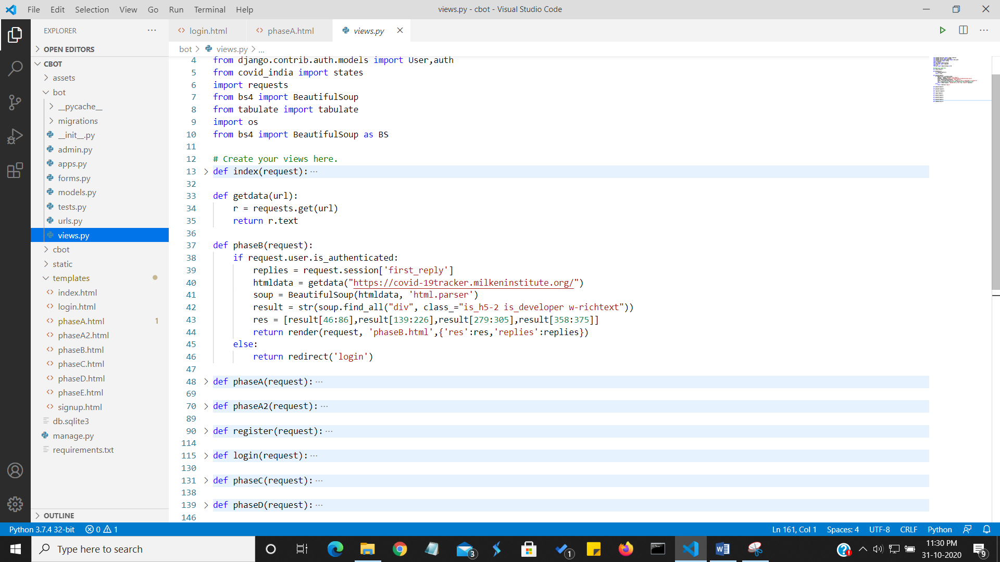 File Edit Selection View Go Run Terminal Help
views.py - cbot - Visual Studio Code
EXPLORER
OPEN EDITORS
CBOT
assets
bot
__pycache__
migrations
__init__.py
admin.py
apps.py
forms.py
models.py
tests.py
urls.py
views.py
cbot
static
templates
index.html
login.html
phaseA.html 1
phaseA2.html
phaseB.html
phaseC.html
phaseD.html
phaseE.html
signup.html
db.sqlite3
manage.py
requirements.txt
OUTLINE
login.html phaseA.html views.py
bot > views.py > ...
4 from django.contrib.auth.models import User,auth
5 from covid_india import states
6 import requests
7 from bs4 import BeautifulSoup
8 from tabulate import tabulate
9 import os
10 from bs4 import BeautifulSoup as BS
11
12 # Create your views here.
13 def index(request): ...
32
33 def getdata(url):
34 r = requests.get(url)
35 return r.text
36
37 def phaseB(request):
38 if request.user.is_authenticated:
39 replies = request.session['first_reply']
40 htmldata = getdata("https://covid-19tracker.milkeninstitute.org/")
41 soup = BeautifulSoup(htmldata, 'html.parser')
42 result = str(soup.find_all("div", class_="is_h5-2 is_developer w-richtext"))
43 res = [result[46:86],result[139:226],result[279:305],result[358:375]]
44 return render(request, 'phaseB.html',{'res':res,'replies':replies})
45 else:
46 return redirect('login')
47
48 def phaseA(request): ...
69
70 def phaseA2(request): ...
89
90 def register(request): ...
114
115 def login(request): ...
130
131 def phaseC(request): ...
138
139 def phaseD(request): ...
146
Python 3.7.4 32-bit 0 1 Ln 161, Col 1 Spaces: 4 UTF-8 CRLF Python
Type here to search
3
1
11:30 PM
31-10-2020
9